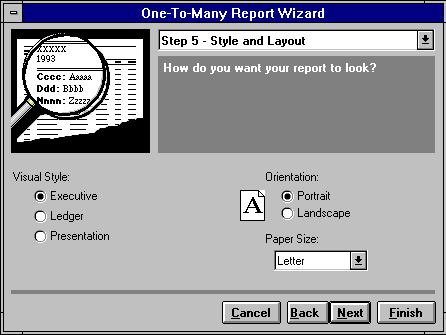 One-To-Many Report Wizard
XXXXX
1993
Cccc: Aaaaa
Ddd: Bbbb
Nnnn: Zzzzz
Step 5 - Style and Layout
How do you want your report to look?
Visual Style:
Executive
Ledger
Presentation
Orientation:
A
Portrait
Landscape
Paper Size:
Letter
Cancel Back Next Finish